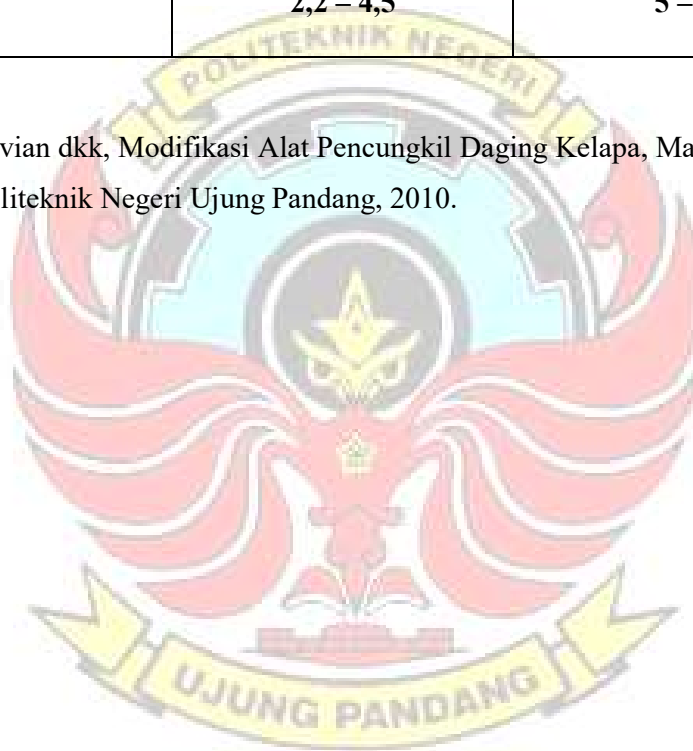 2,2 – 4,5
5 –
POLITEKNIK NEGERI
vian dkk, Modifikasi Alat Pencungkil Daging Kelapa, Ma
liteknik Negeri Ujung Pandang, 2010.
UJUNG PANDANG